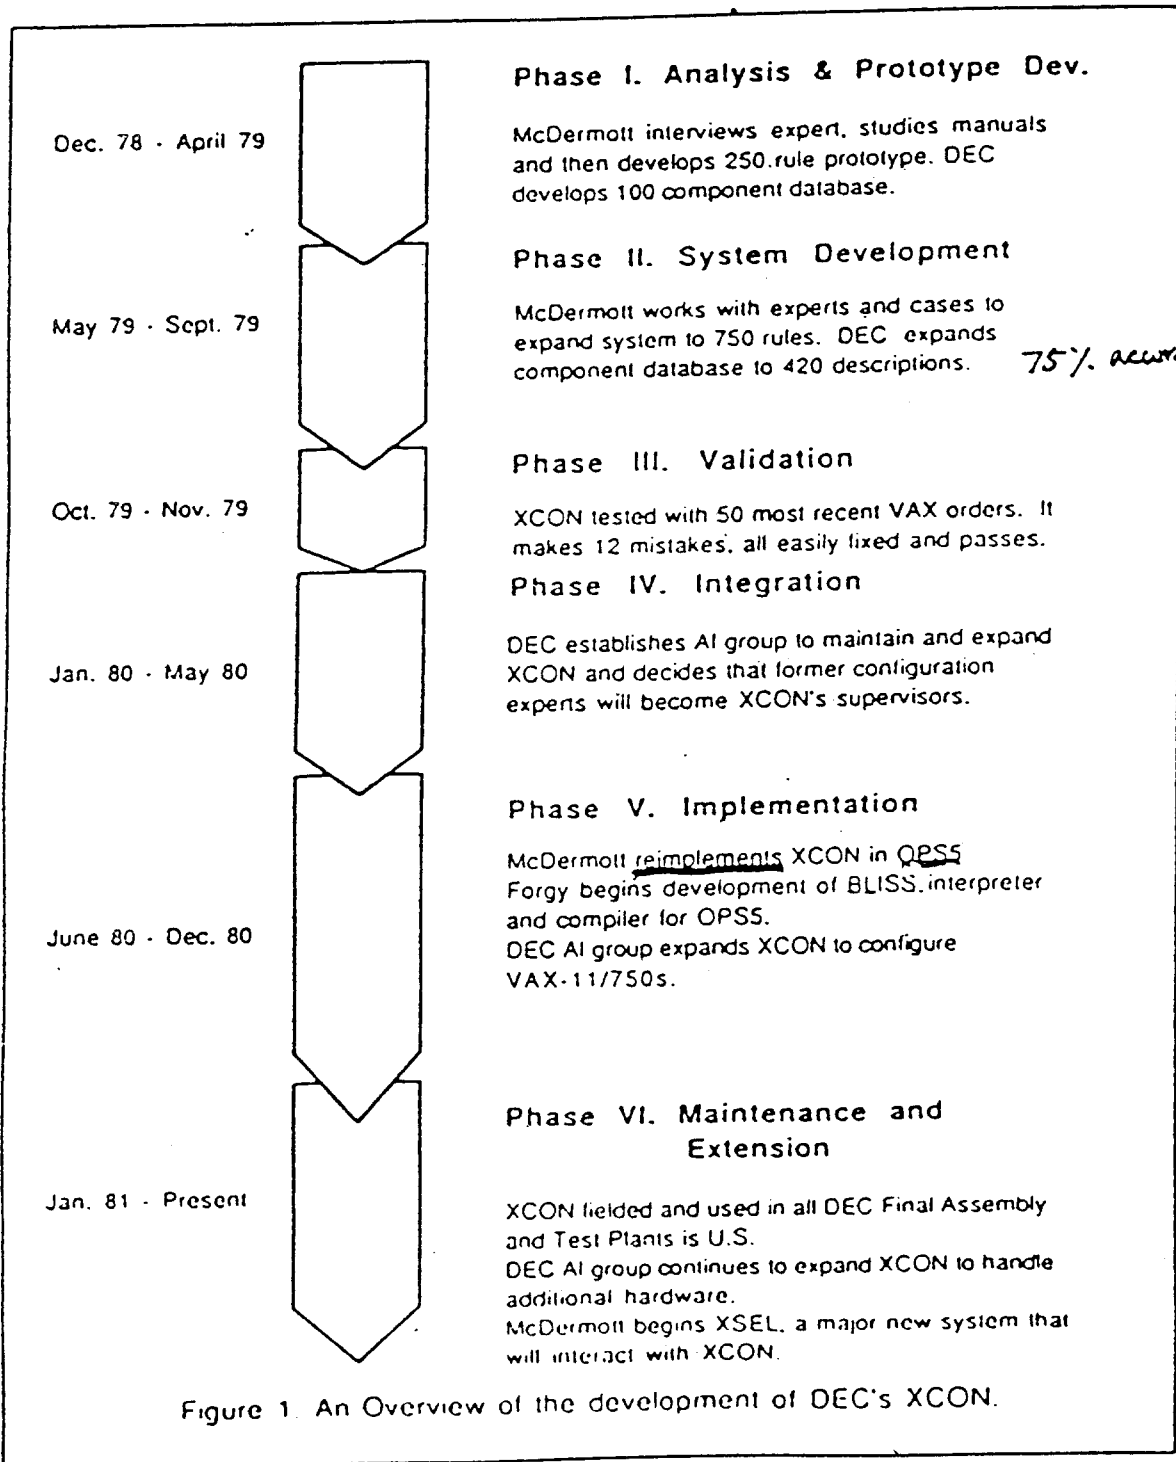 Phase I. Analysis & Prototype Dev.
Dec. 78 - April 79
McDermott interviews expert, studies manuals
and then develops 250.rule prototype. DEC
develops 100 component database.
Phase II. System Development
May 79 - Sept. 79
McDermott works with experts and cases to
expand system to 750 rules. DEC expands
component database to 420 descriptions.
75%
Phase III. Validation
Oct. 79 - Nov. 79
XCON tested with 50 most recent VAX orders. It
makes 12 mistakes, all easily fixed and passes.
Phase IV. Integration
Jan. 80 - May 80
DEC establishes AI group to maintain and expand
XCON and decides that former configuration
experts will become XCON's supervisors.
Phase V. Implementation
McDermott reimplements XCON in OPS5
Forgy begins development of BLISS.interpreter
and compiler for OPS5.
June 80 - Dec. 80
DEC AI group expands XCON to configure
VAX-11/750s.
Phase VI. Maintenance and
Extension
Jan. 81 - Present
XCON fielded and used in all DEC Final Assembly
and Test Plants is U.S.
DEC AI group continues to expand XCON to handle
additional hardware.
McDermott begins XSEL, a major new system that
will interact with XCON.
Figure 1. An Overview of the development of DEC's XCON.